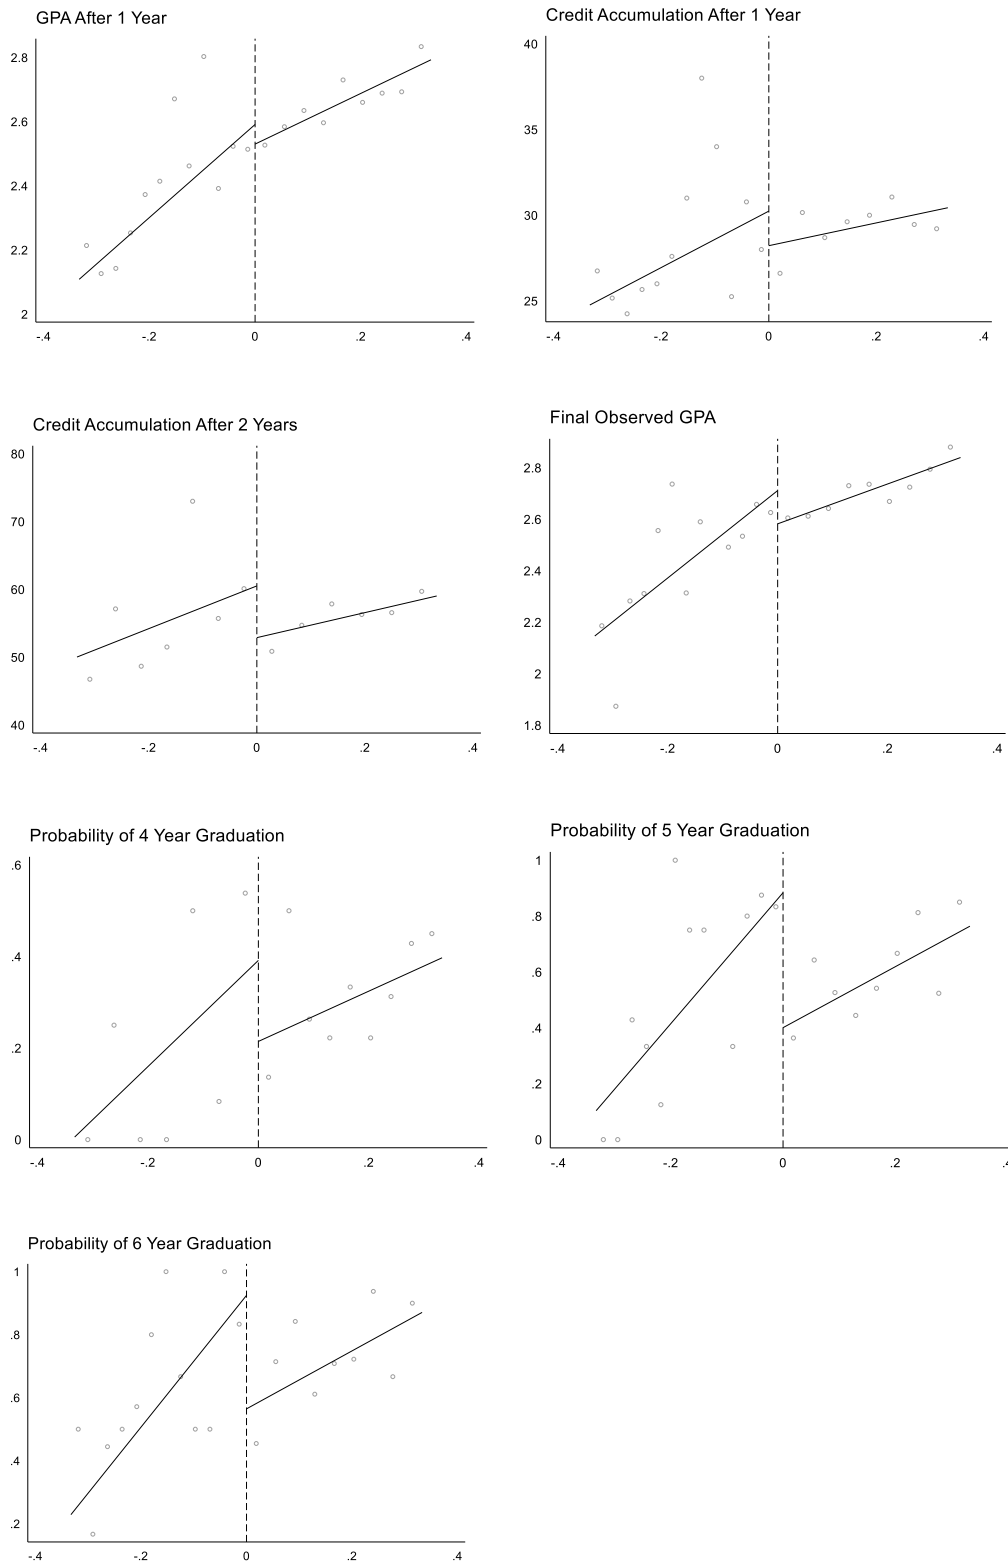 GPA After 1 Year
2.8
2.6
2.4
2.2
2
-.4 -.2 0 .2 .4
Credit Accumulation After 1 Year
40
35
30
25
-.4 -.2 0 .2 .4
Credit Accumulation After 2 Years
80
70
60
50
40
-.4 -.2 0 .2 .4
Final Observed GPA
2.8
2.6
2.4
2.2
2
1.8
-.4 -.2 0 .2 .4
Probability of 4 Year Graduation
.6
.4
.2
0
-.4 -.2 0 .2 .4
Probability of 5 Year Graduation
1
.8
.6
.4
.2
0
-.4 -.2 0 .2 .4
Probability of 6 Year Graduation
1
.8
.6
.4
.2
-.4 -.2 0 .2 .4